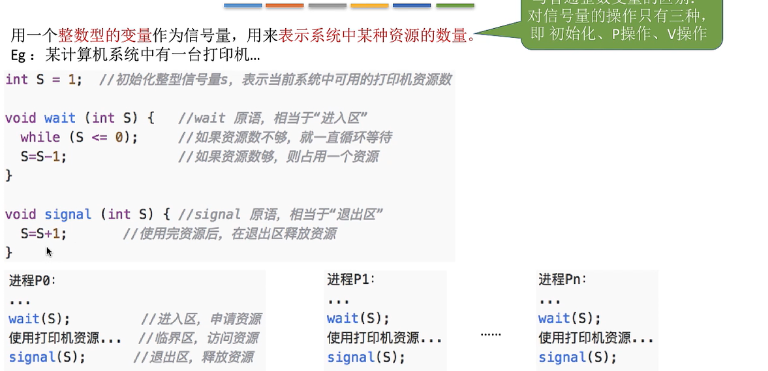 对信号量的操作只有三种,
即 初始化、P操作、V操作
用一个整数型的变量作为信号量，用来表示系统中某种资源的数量。
Eg：某计算机系统中有一台打印机…
int S = 1;  //初始化整型信号量s，表示当前系统中可用的打印机资源数
void wait (int S) {   //wait 原语，相当于“进入区”
while (S <= 0);     //如果资源数不够，就一直循环等待
S=S-1;              //如果资源数够，则占用一个资源
}
void signal (int S) { //signal 原语，相当于“退出区”
S=S+1;       //使用完资源后，在退出区释放资源
}
进程P0:
...
wait(S);         //进入区，申请资源
使用打印机资源...  //临界区，访问资源
signal(S);       //退出区，释放资源
进程P1:
...
wait(S);
使用打印机资源...
signal(S);
……
进程Pn:
...
wait(S);
使用打印机资源...
signal(S);